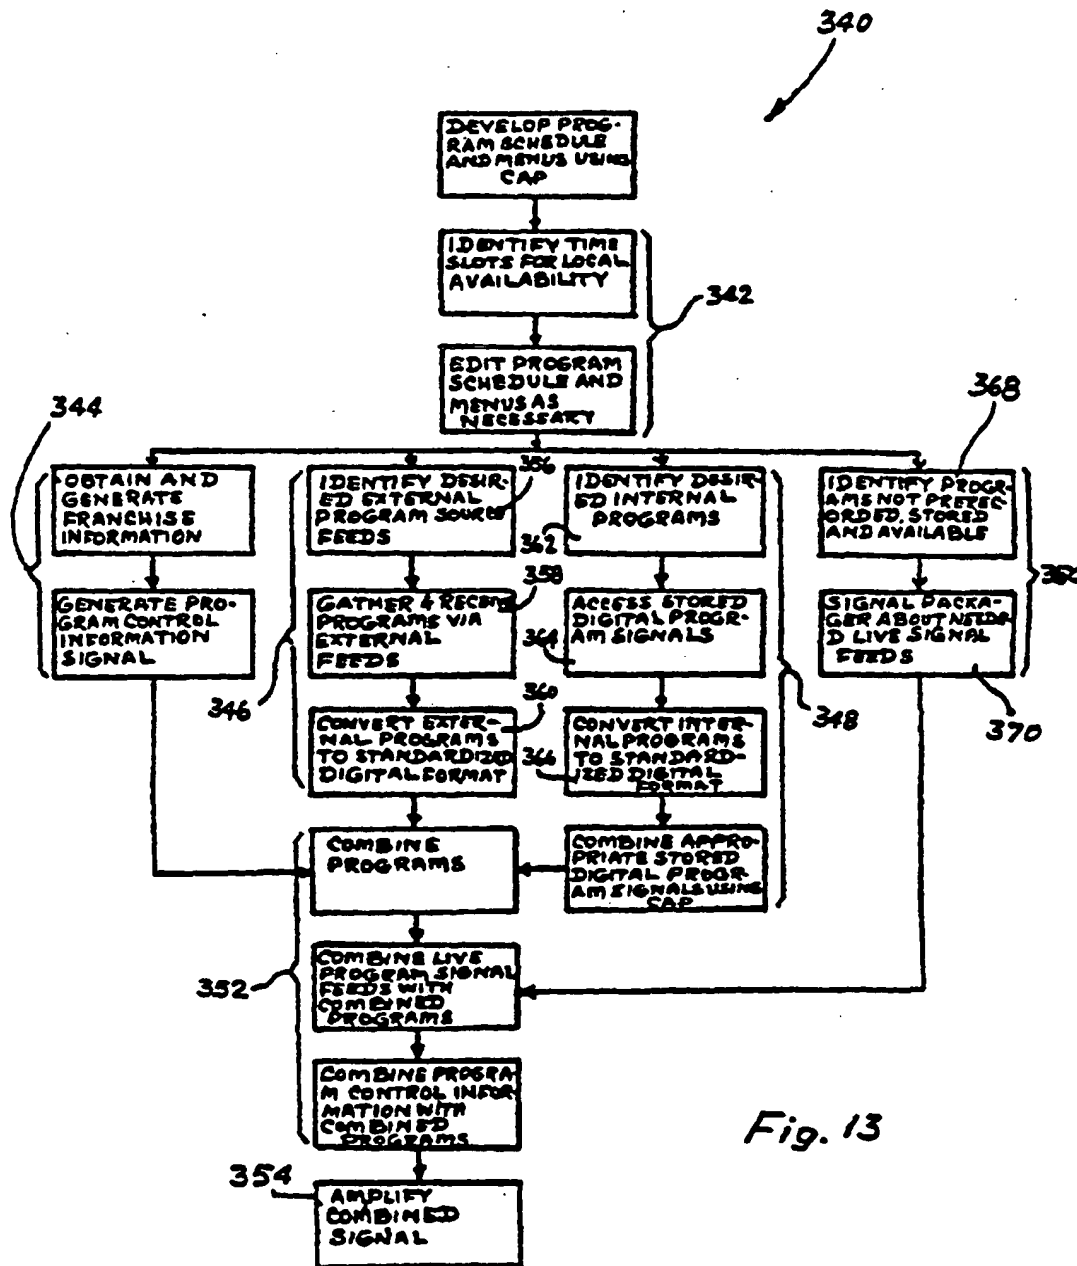 340
DEVELOP PROG-
RAM SCHEDULE
AND MENUS USING
CAP
IDENTIFY TIME
SLOTS FOR LOCAL
AVAILABILITY
342
EDIT PROGRAM
SCHEDULE AND
MENUS AS
NECESSARY
344
368
OBTAIN AND
GENERATE
FRANCHISE
INFORMATION
IDENTIFY DESIR-
ED EXTERNAL
PROGRAM SOURCE
FEEDS
356
IDENTIFY DESIR-
ED INTERNAL
PROGRAMS
362
IDENTIFY PROGR-
AMS NOT PREREC-
ORDED, STORED
AND AVAILABLE
GENERATE PRO-
GRAM CONTROL
INFORMATION
SIGNAL
GATHER & RECEIVE
PROGRAMS VIA
EXTERNAL
FEEDS
358
ACCESS STORED
DIGITAL PROGR-
AM SIGNALS
364
SIGNAL PACKA-
GER ABOUT NEEDE-
D LIVE SIGNAL
FEEDS
370
346
348
CONVERT EXTER-
NAL PROGRAMS
TO STANDARDIZED
DIGITAL FORMAT
360
CONVERT INTER-
NAL PROGRAMS
TO STANDARD-
IZED DIGITAL
FORMAT
366
COMBINE
PROGRAMS
COMBINE APPRO-
PRIATE STORED
DIGITAL PROGR-
AM SIGNALS USING
CAP
352
COMBINE LIVE
PROGRAM SIGNAL
FEEDS WITH
COMBINED
PROGRAMS
COMBINE PROGRA-
M CONTROL INFOR-
MATION WITH
COMBINED
PROGRAMS
354
AMPLIFY
COMBINED
SIGNAL
Fig. 13